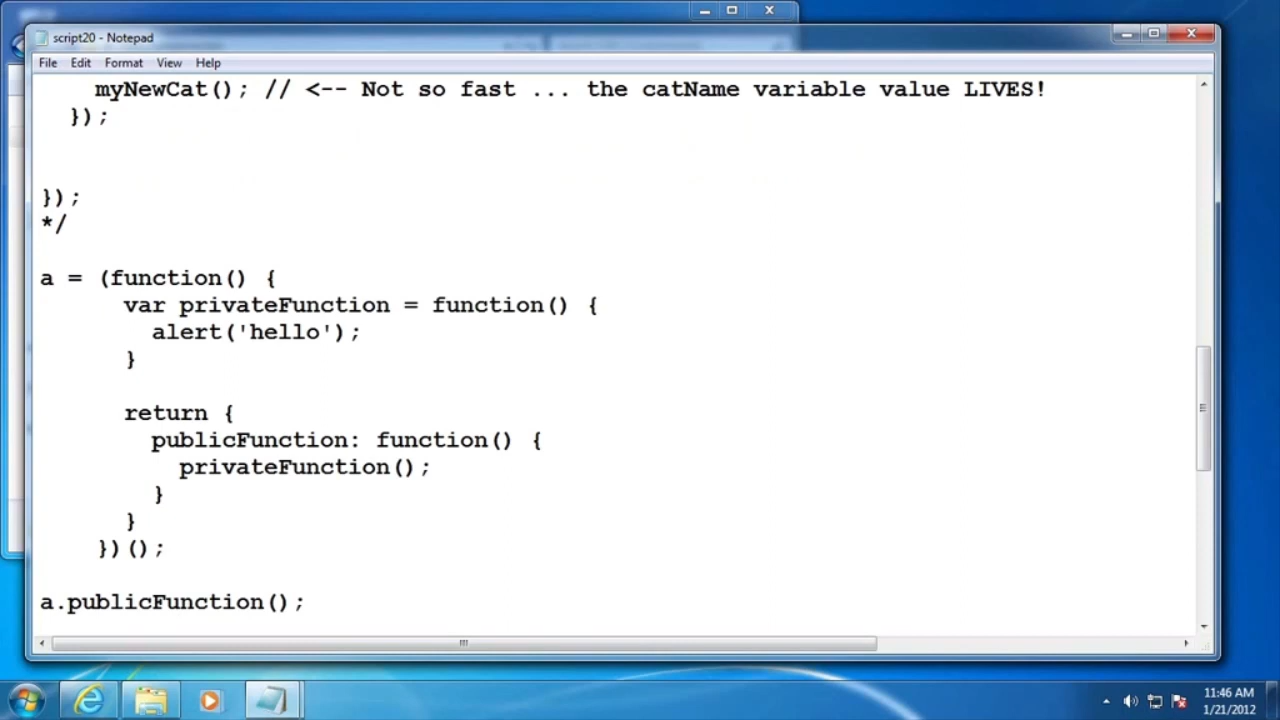 script20 - Notepad
File Edit Format View Help
myNewCat(); // <-- Not so fast ... the catName variable value LIVES!
});
});
*/
a = (function() {
var privateFunction = function() {
alert('hello');
}
return {
publicFunction: function() {
privateFunction();
}
}
})();
a.publicFunction();
11:46 AM
1/21/2012